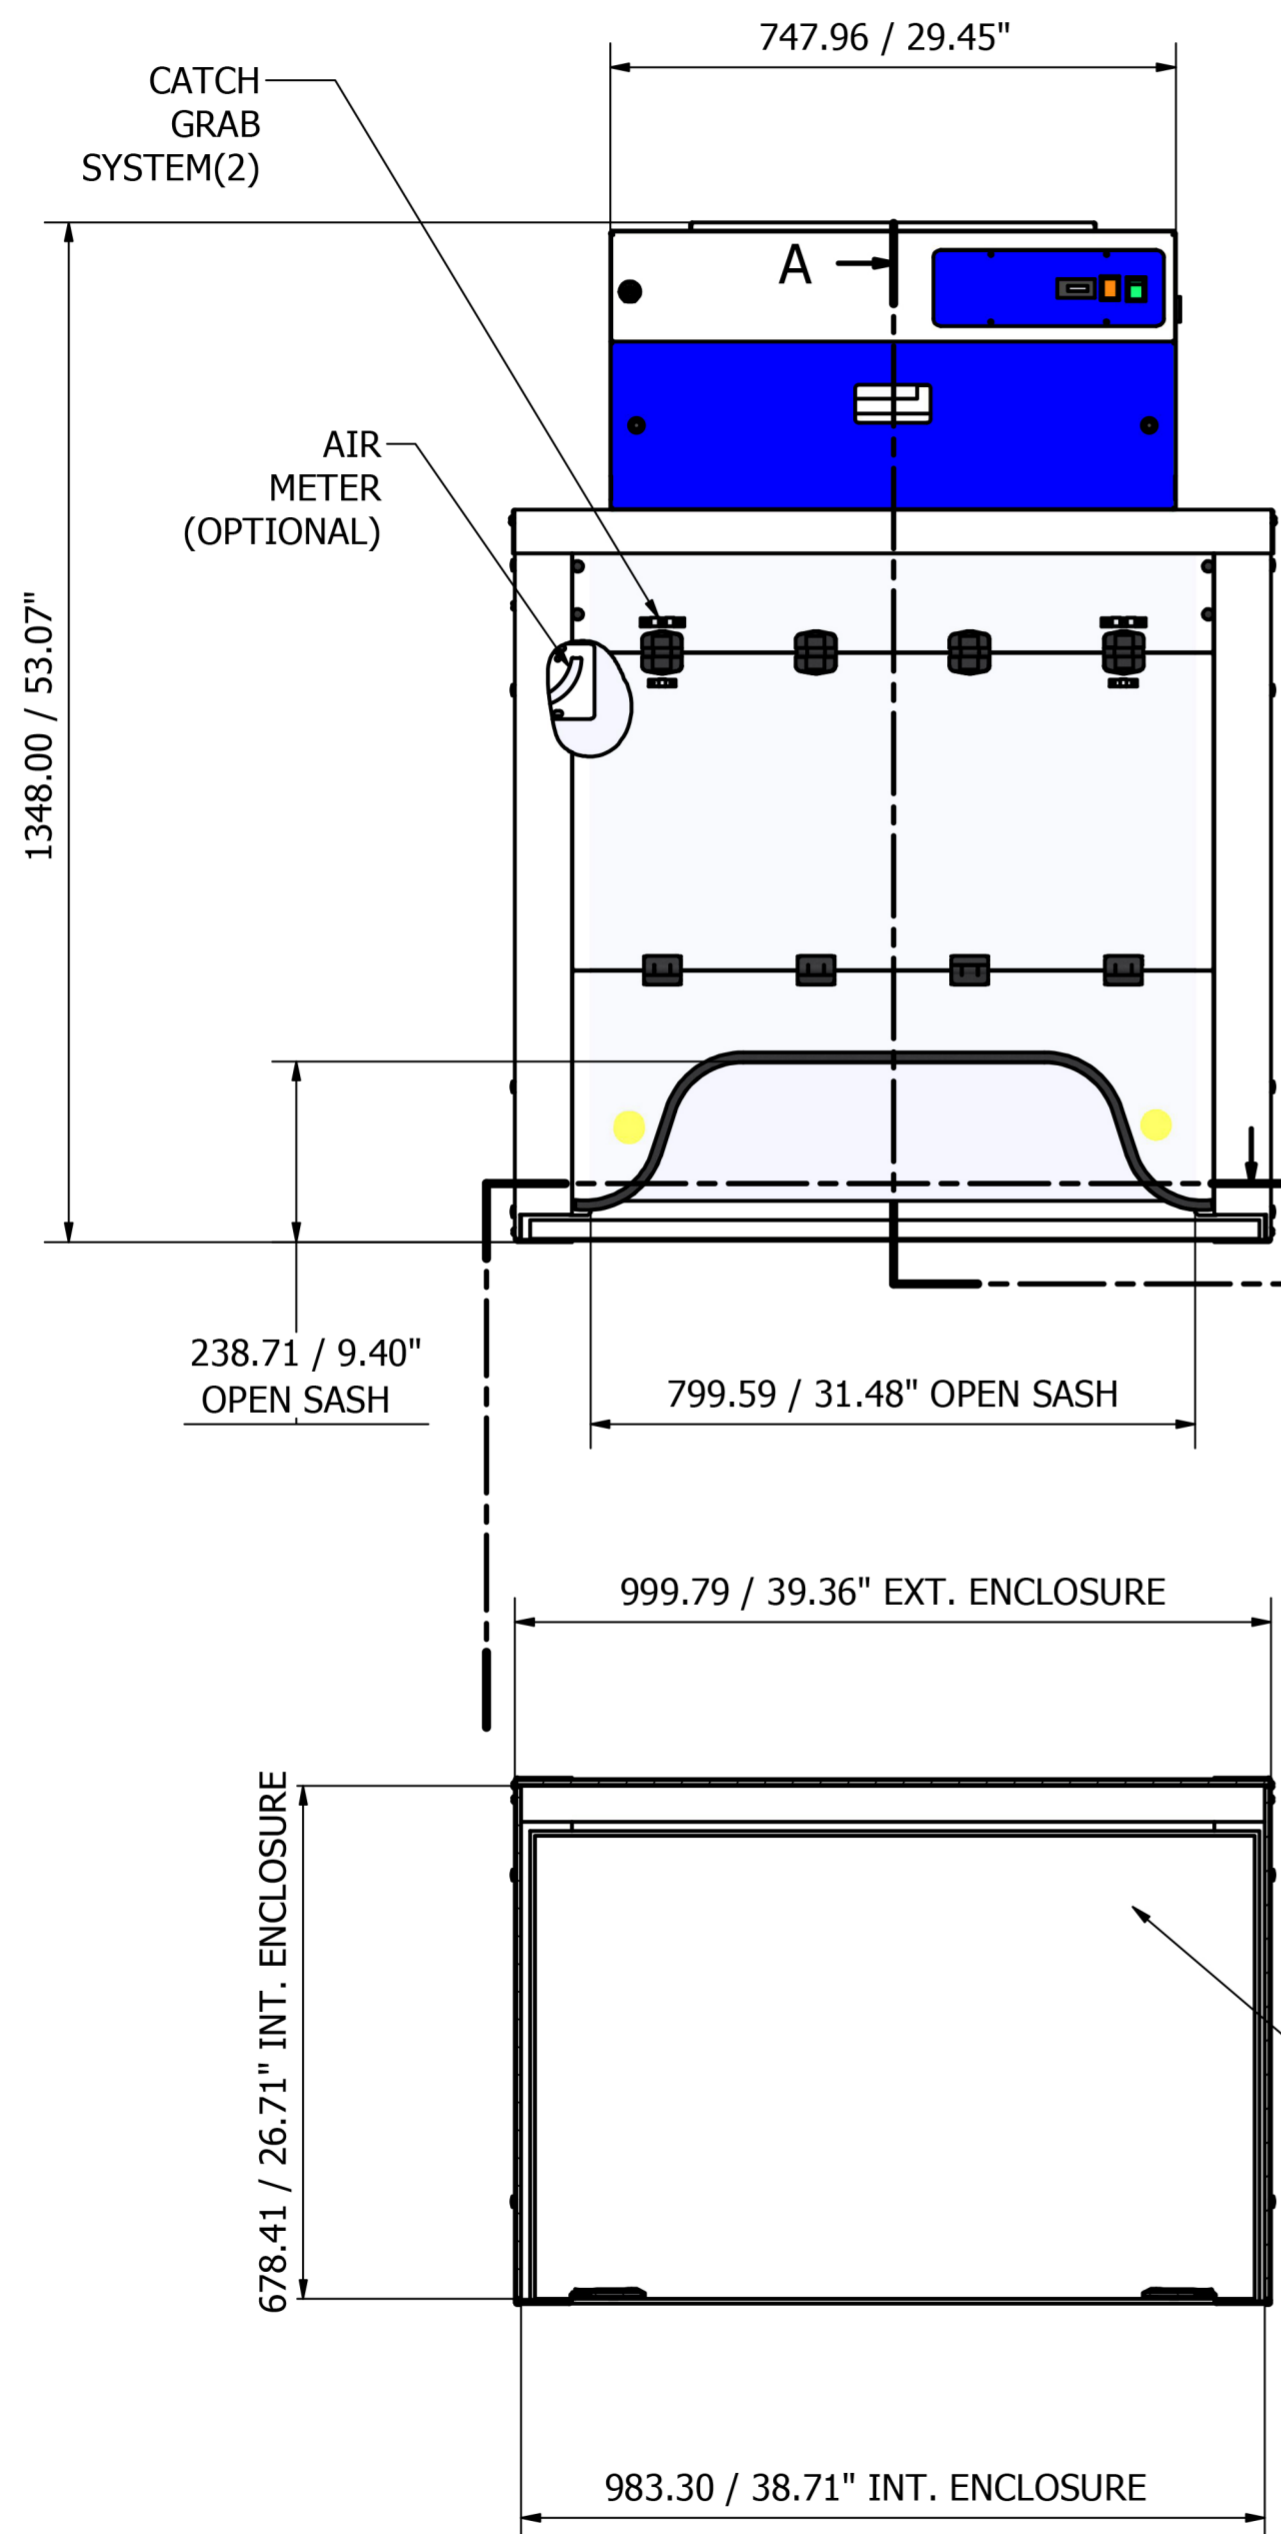 747.96 / 29.45"
CATCH
GRAB
SYSTEM(2)
A
AIR
METER
(OPTIONAL)
1348.00 / 53.07"
238.71 / 9.40"
OPEN SASH
799.59 / 31.48" OPEN SASH
999.79 / 39.36" EXT. ENCLOSURE
678.41 / 26.71" INT. ENCLOSURE
983.30 / 38.71" INT. ENCLOSURE